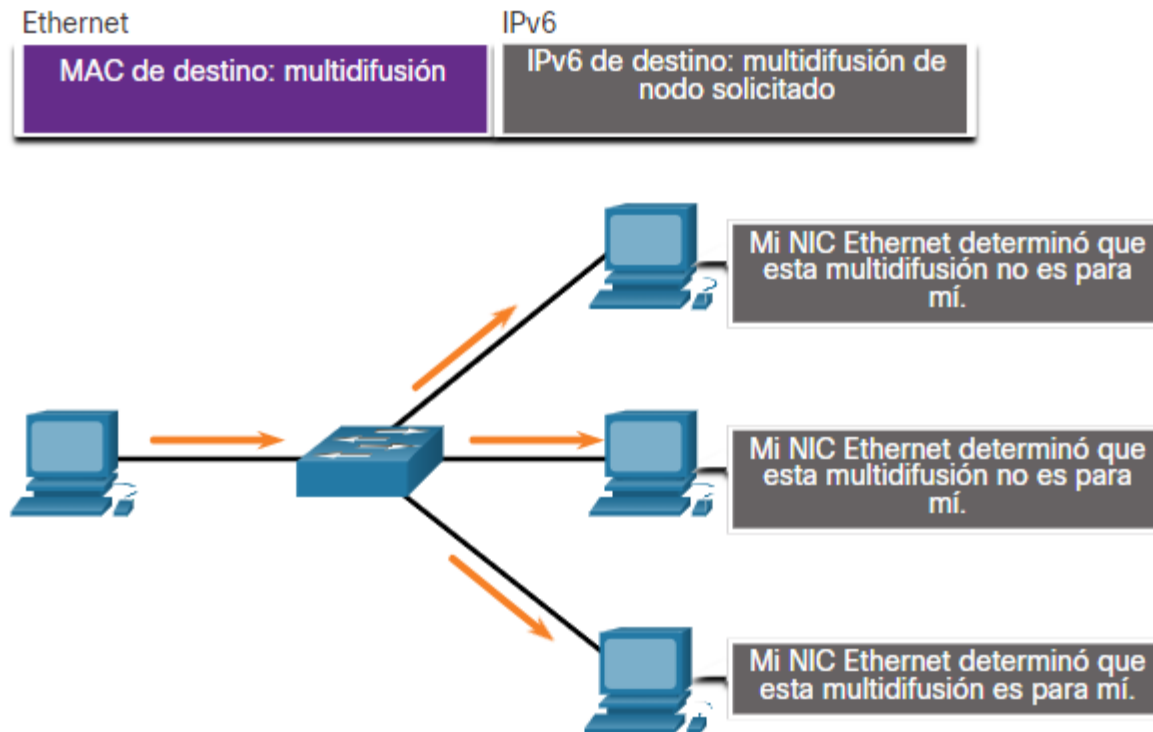 Ethernet
IPv6
MAC de destino: multidifusión
IPv6 de destino: multidifusión de
nodo solicitado
Mi NIC Ethernet determinó que
esta multidifusión no es para
mí.
Mi NIC Ethernet determinó que
esta multidifusión no es para
mí.
Mi NIC Ethernet determinó que
esta multidifusión es para mí.